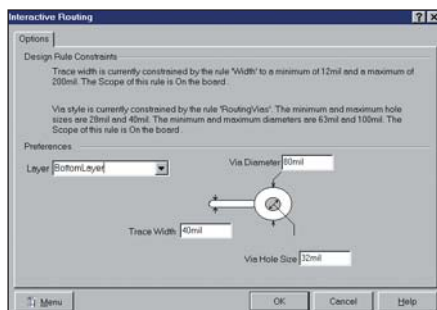 Interactive Routing
Options
Design Rule Constraints
Trace width is currently constrained by the rule 'Width' to a minimum of 12mil and a maximum of
200mil. The Scope of this rule is On the board.
Via style is currently constrained by the rule 'RoutingVias'. The minimum and maximum hole
sizes are 28mil and 40mil. The minimum and maximum diameters are 63mil and 100mil. The
Scope of this rule is On the board.
Preferences
Layer BottomLayer
Via Diameter 80mil
Trace Width 40mil
Via Hole Size 32mil
Menu
OK
Cancel
Help